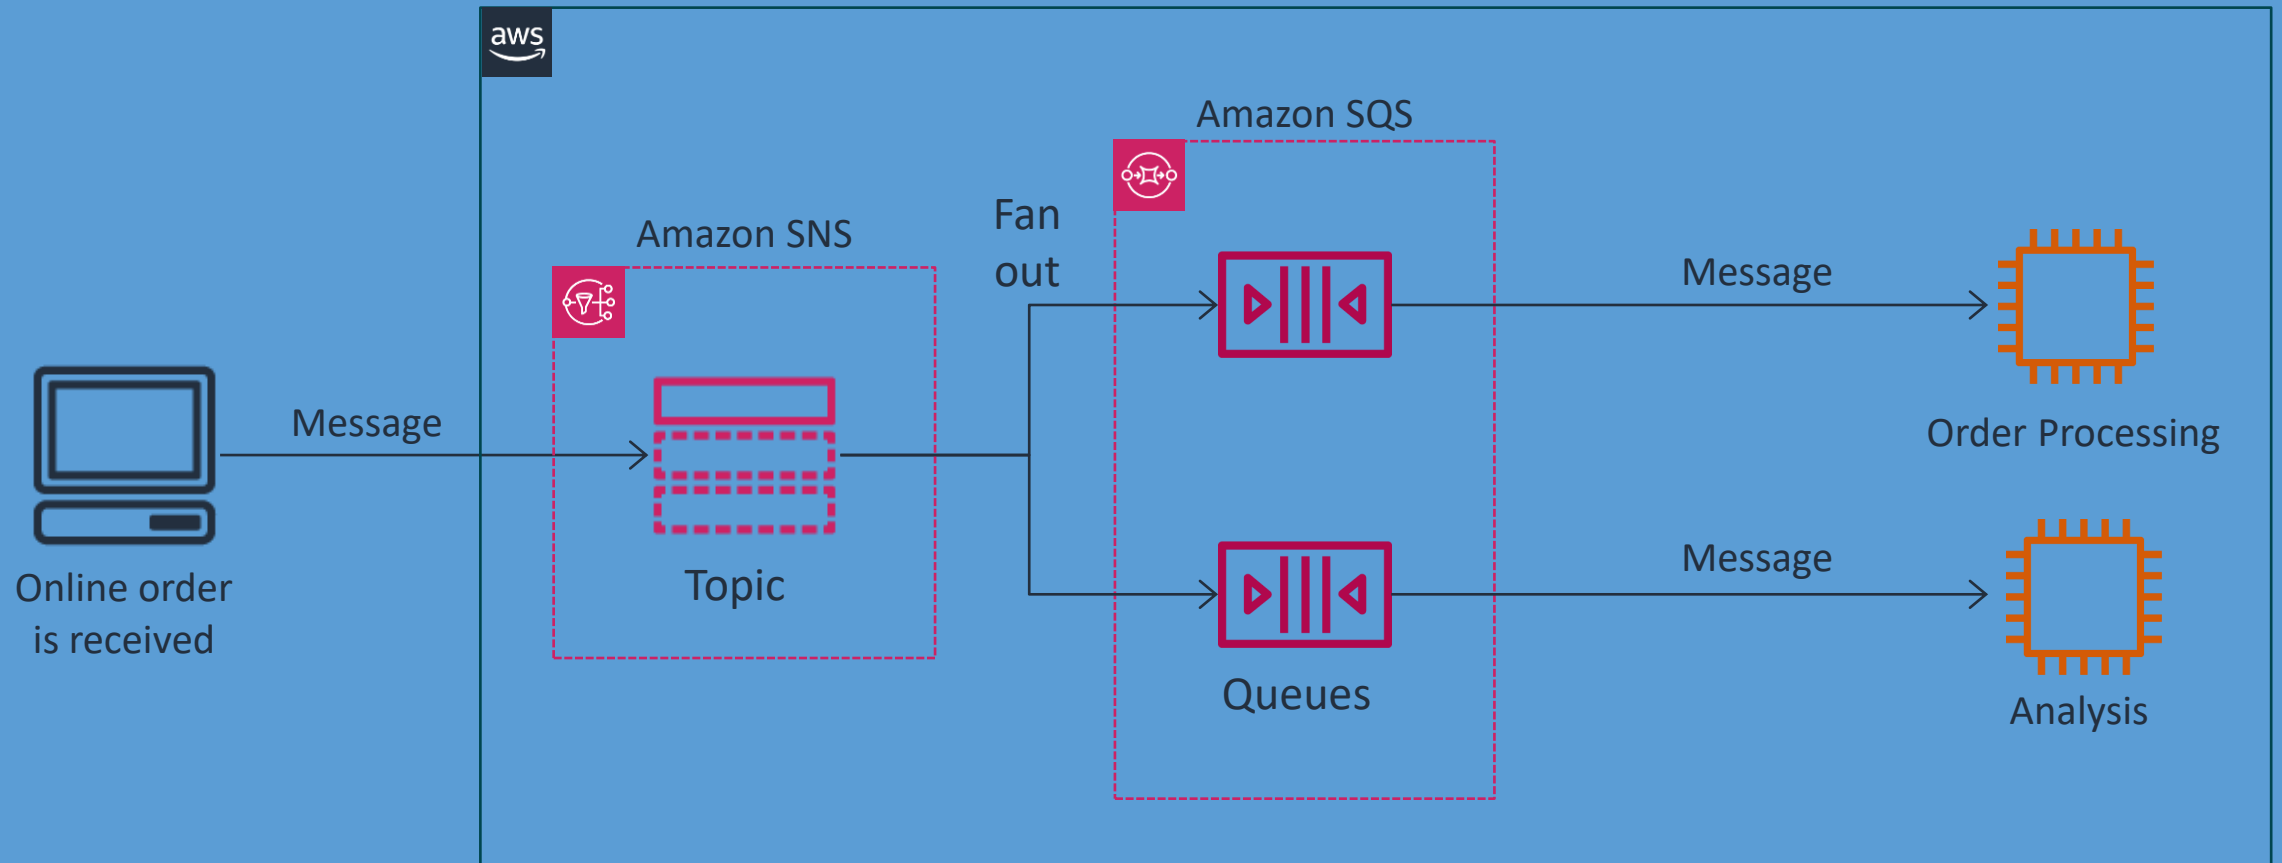 aws
Amazon SQS
Fan
out
Amazon SNS
Message
Message
Order Processing
Topic
Online order
is received
Message
Queues
Analysis